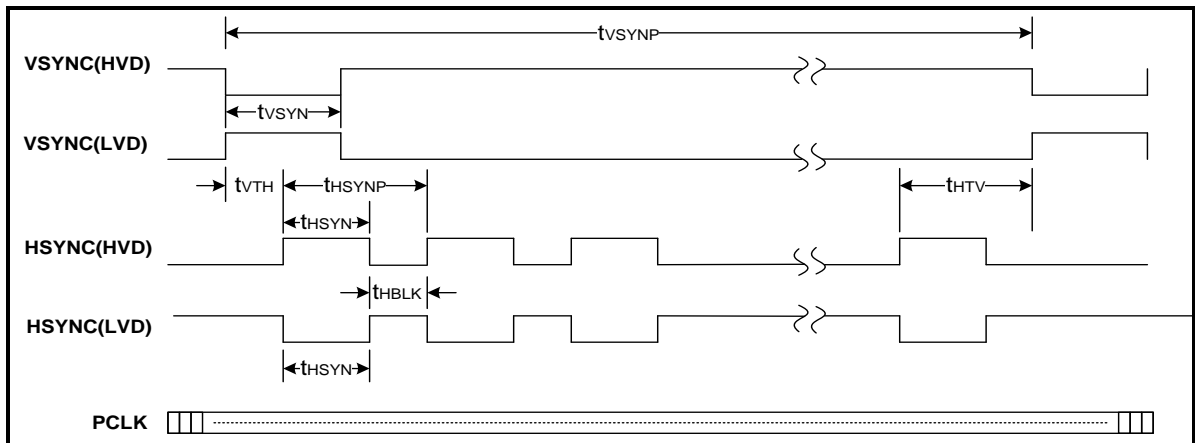 tVSYNP
VSYNC(HVD)
tVSYN
VSYNC(LVD)
tVTH tHSYNP tHTV
tHSYN
HSYNC(HVD)
tHBLK
HSYNC(LVD)
tHSYN
PCLK